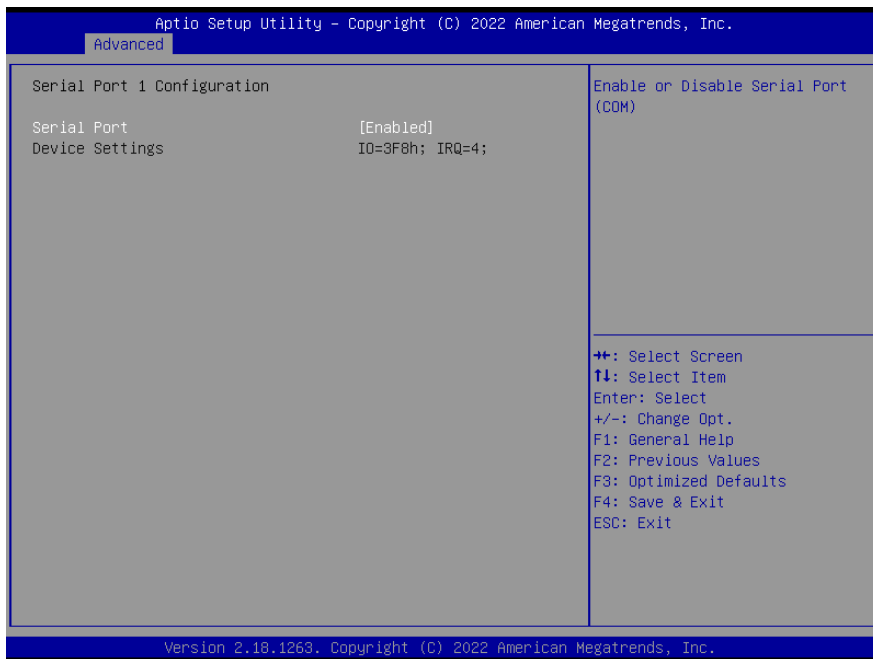 Aptio Setup Utility – Copyright (C) 2022 American Megatrends, Inc.
Advanced
Serial Port 1 Configuration
Serial Port [Enabled]
Device Settings IO=3F8h; IRQ=4;
Enable or Disable Serial Port
(COM)
→←: Select Screen
↑↓: Select Item
Enter: Select
+/-: Change Opt.
F1: General Help
F2: Previous Values
F3: Optimized Defaults
F4: Save & Exit
ESC: Exit
Version 2.18.1263. Copyright (C) 2022 American Megatrends, Inc.